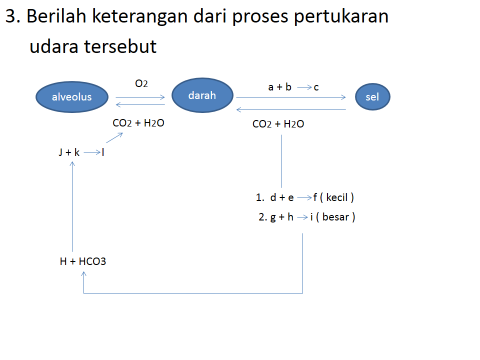 3. Berilah keterangan dari proses pertukaran
udara tersebut
O2
a + b → c
alveolus
darah
sel
CO2 + H2O
CO2 + H2O
J + k → l
1. d + e → f ( kecil )
2. g + h → i ( besar )
H + HCO3